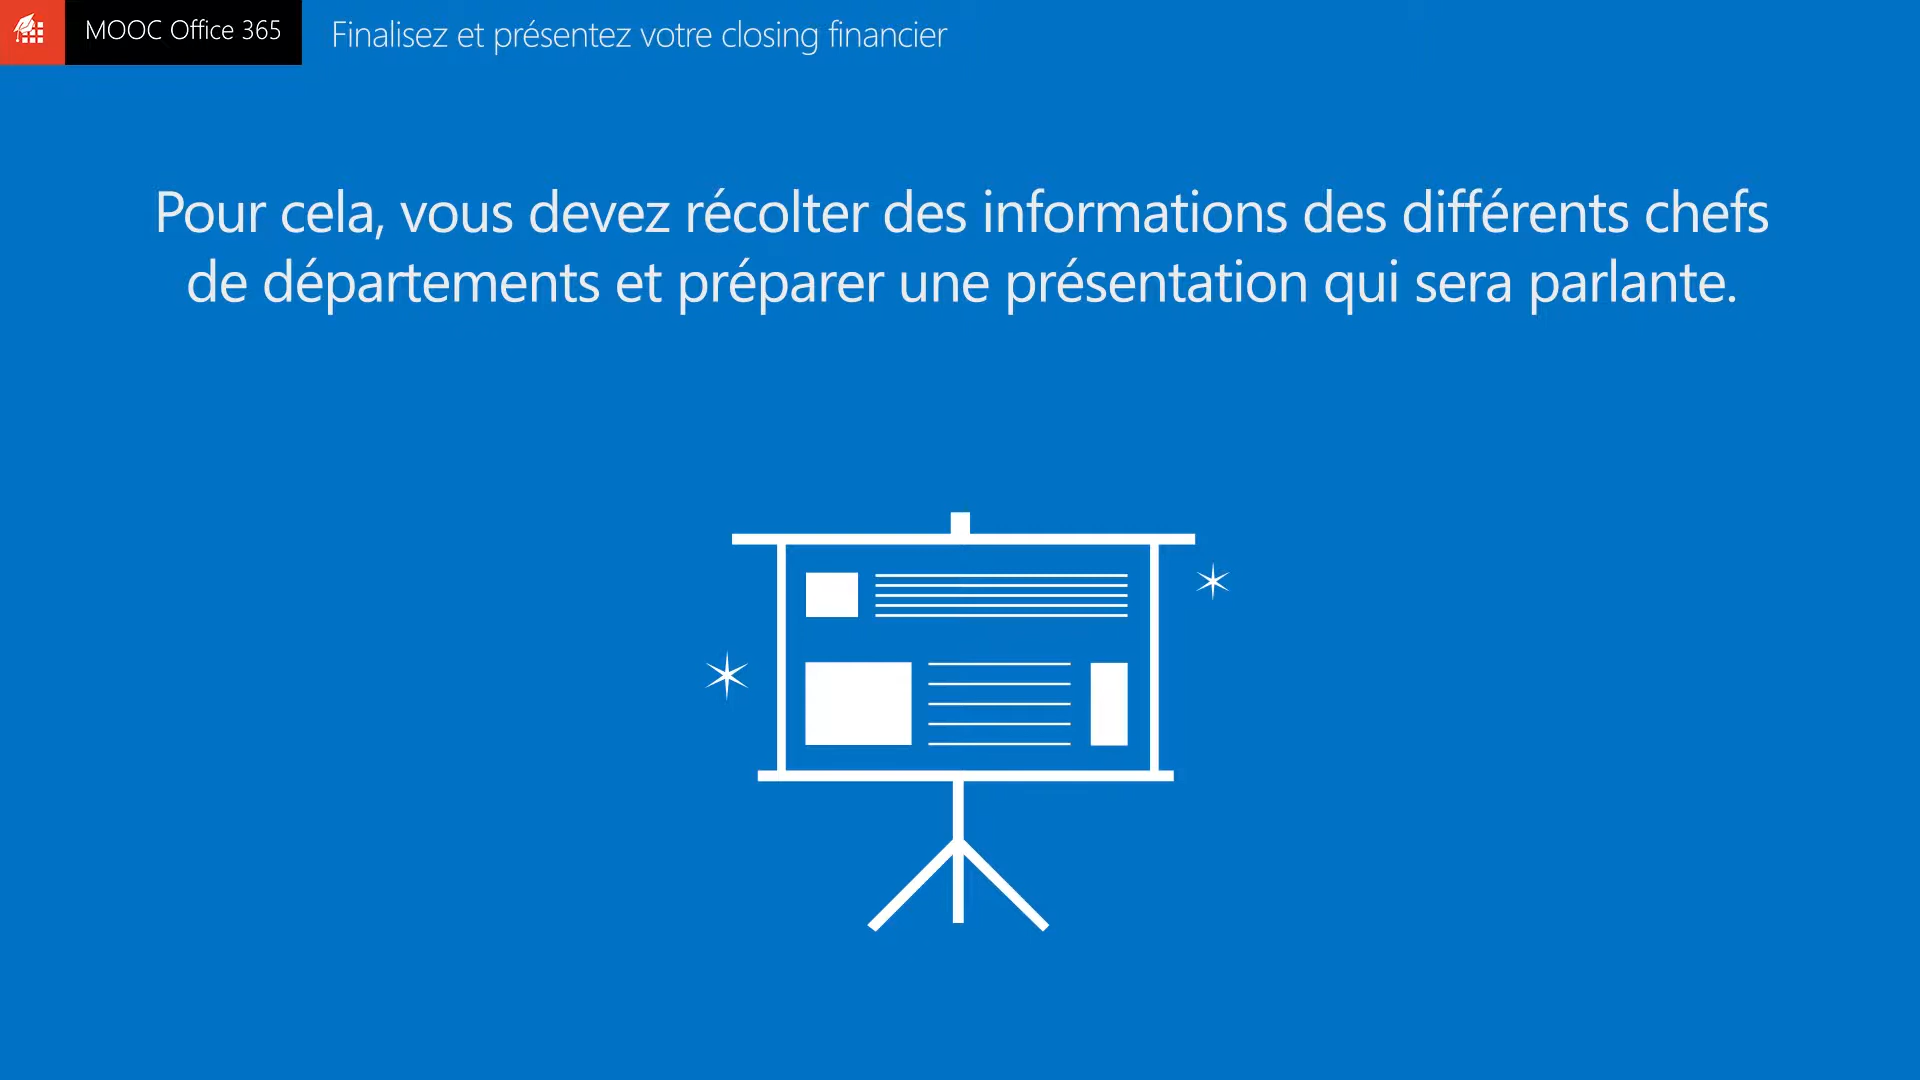 MOOC Office 365
Finalisez et présentez votre closing financier
Pour cela, vous devez récolter des informations des différents chefs
de départements et préparer une présentation qui sera parlante.